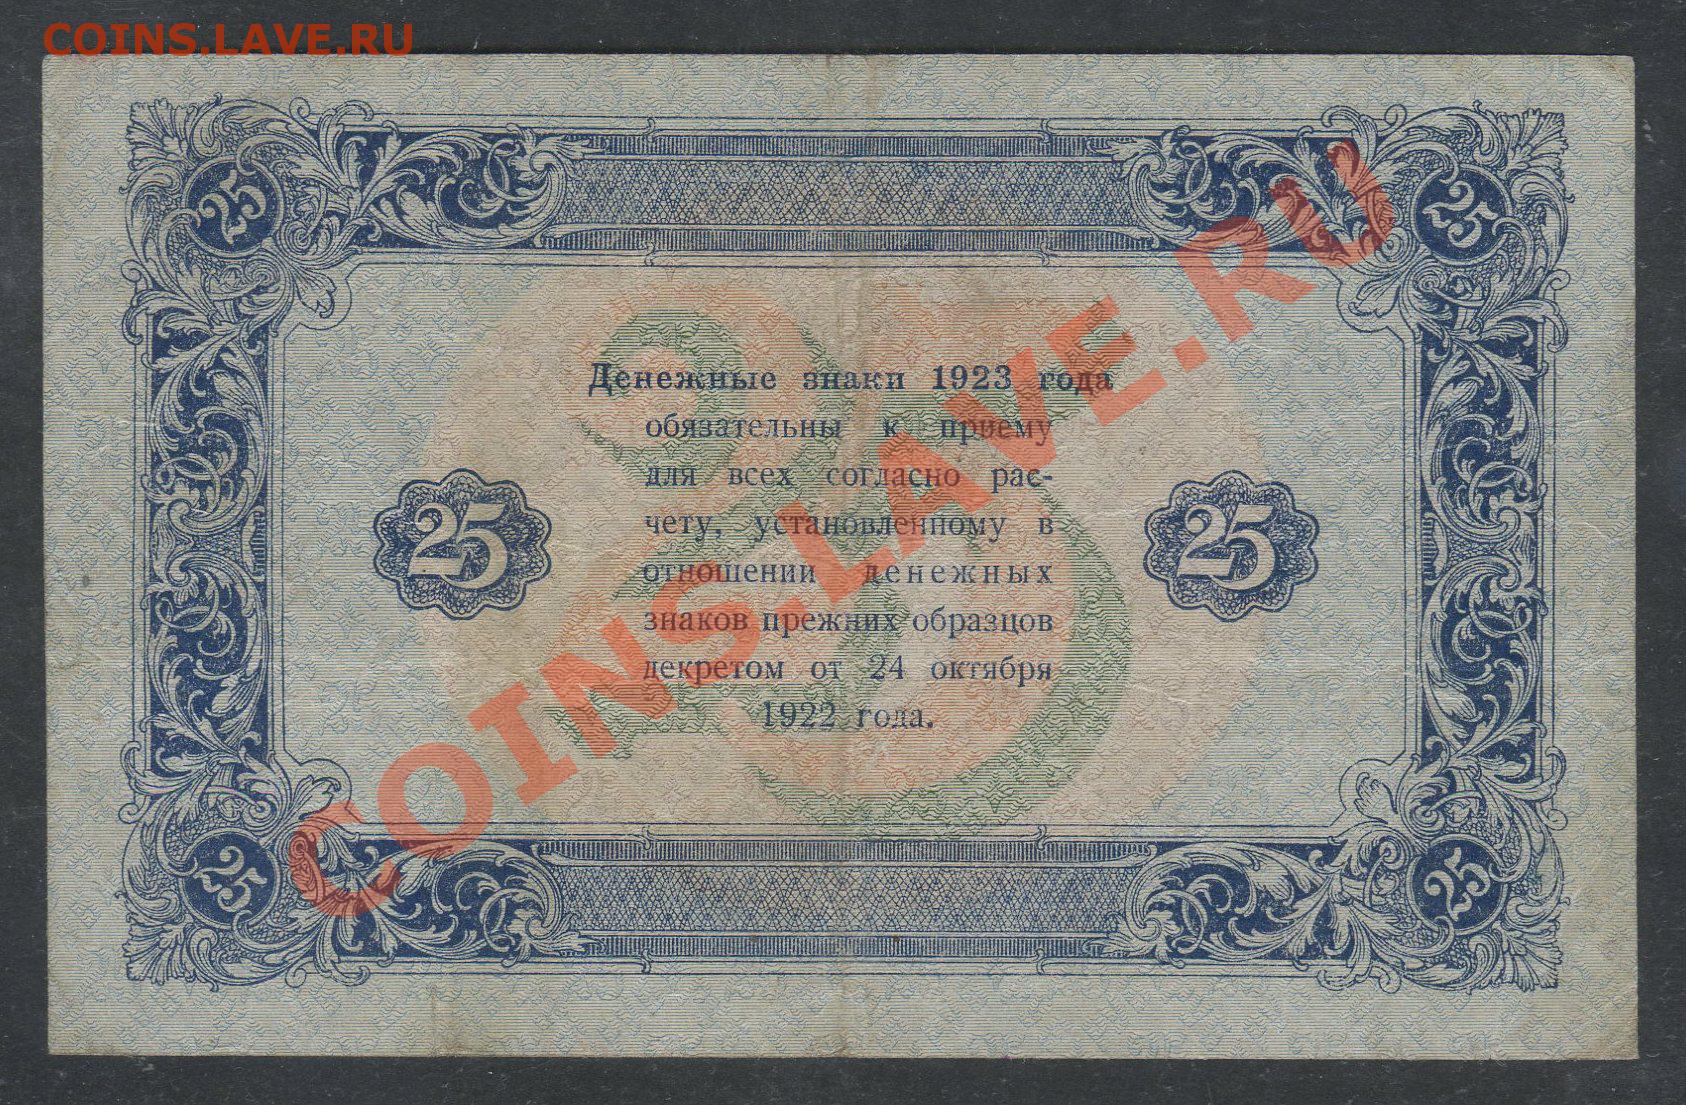 COINS.LAVE.RU
25
25
Денежные знаки 1923 года
обязательны к приему
для всех согласно рас-
чету, установленному в
отношении денежных
знаков прежних образцов
декретом от 24 октября
1922 года.
25
25
25
25
25
COINS.LAVE.RU